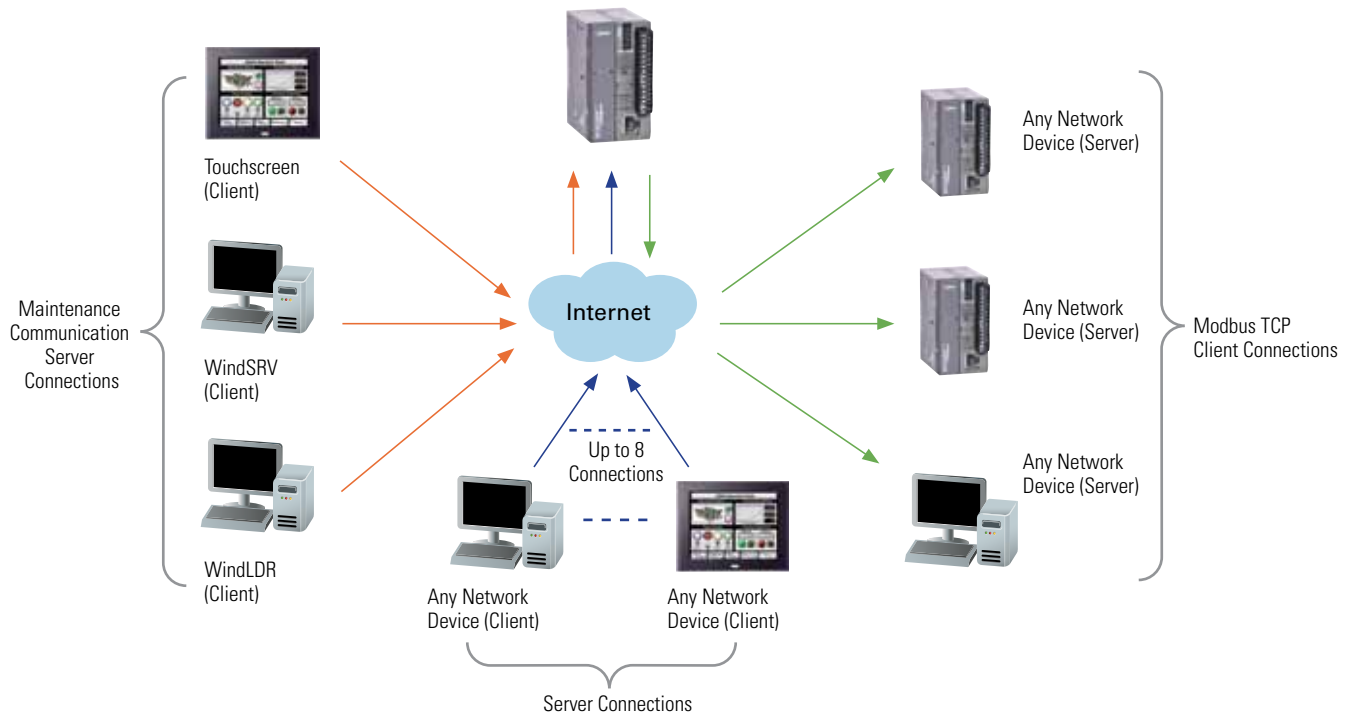 Touchscreen
(Client)
WindSRV
(Client)
WindLDR
(Client)
Maintenance
Communication
Server
Connections
Internet
Up to 8
Connections
Any Network
Device (Client)
Any Network
Device (Client)
Server Connections
Any Network
Device (Server)
Any Network
Device (Server)
Any Network
Device (Server)
Modbus TCP
Client Connections